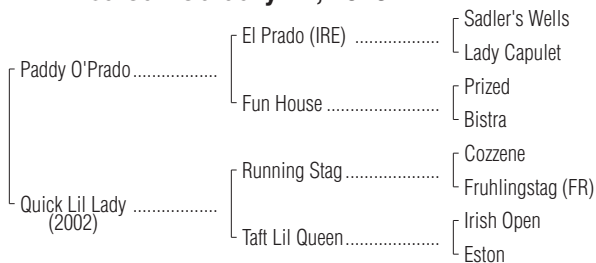 Sadler's Wells
El Prado (IRE) ....................
Lady Capulet
Paddy O'Prado ..................
Prized
Fun House ..........................
Bistra
Cozzene
Running Stag .....................
Fruhlingstag (FR)
Quick Lil Lady ..................
(2002)
Irish Open
Taft Lil Queen .....................
Eston